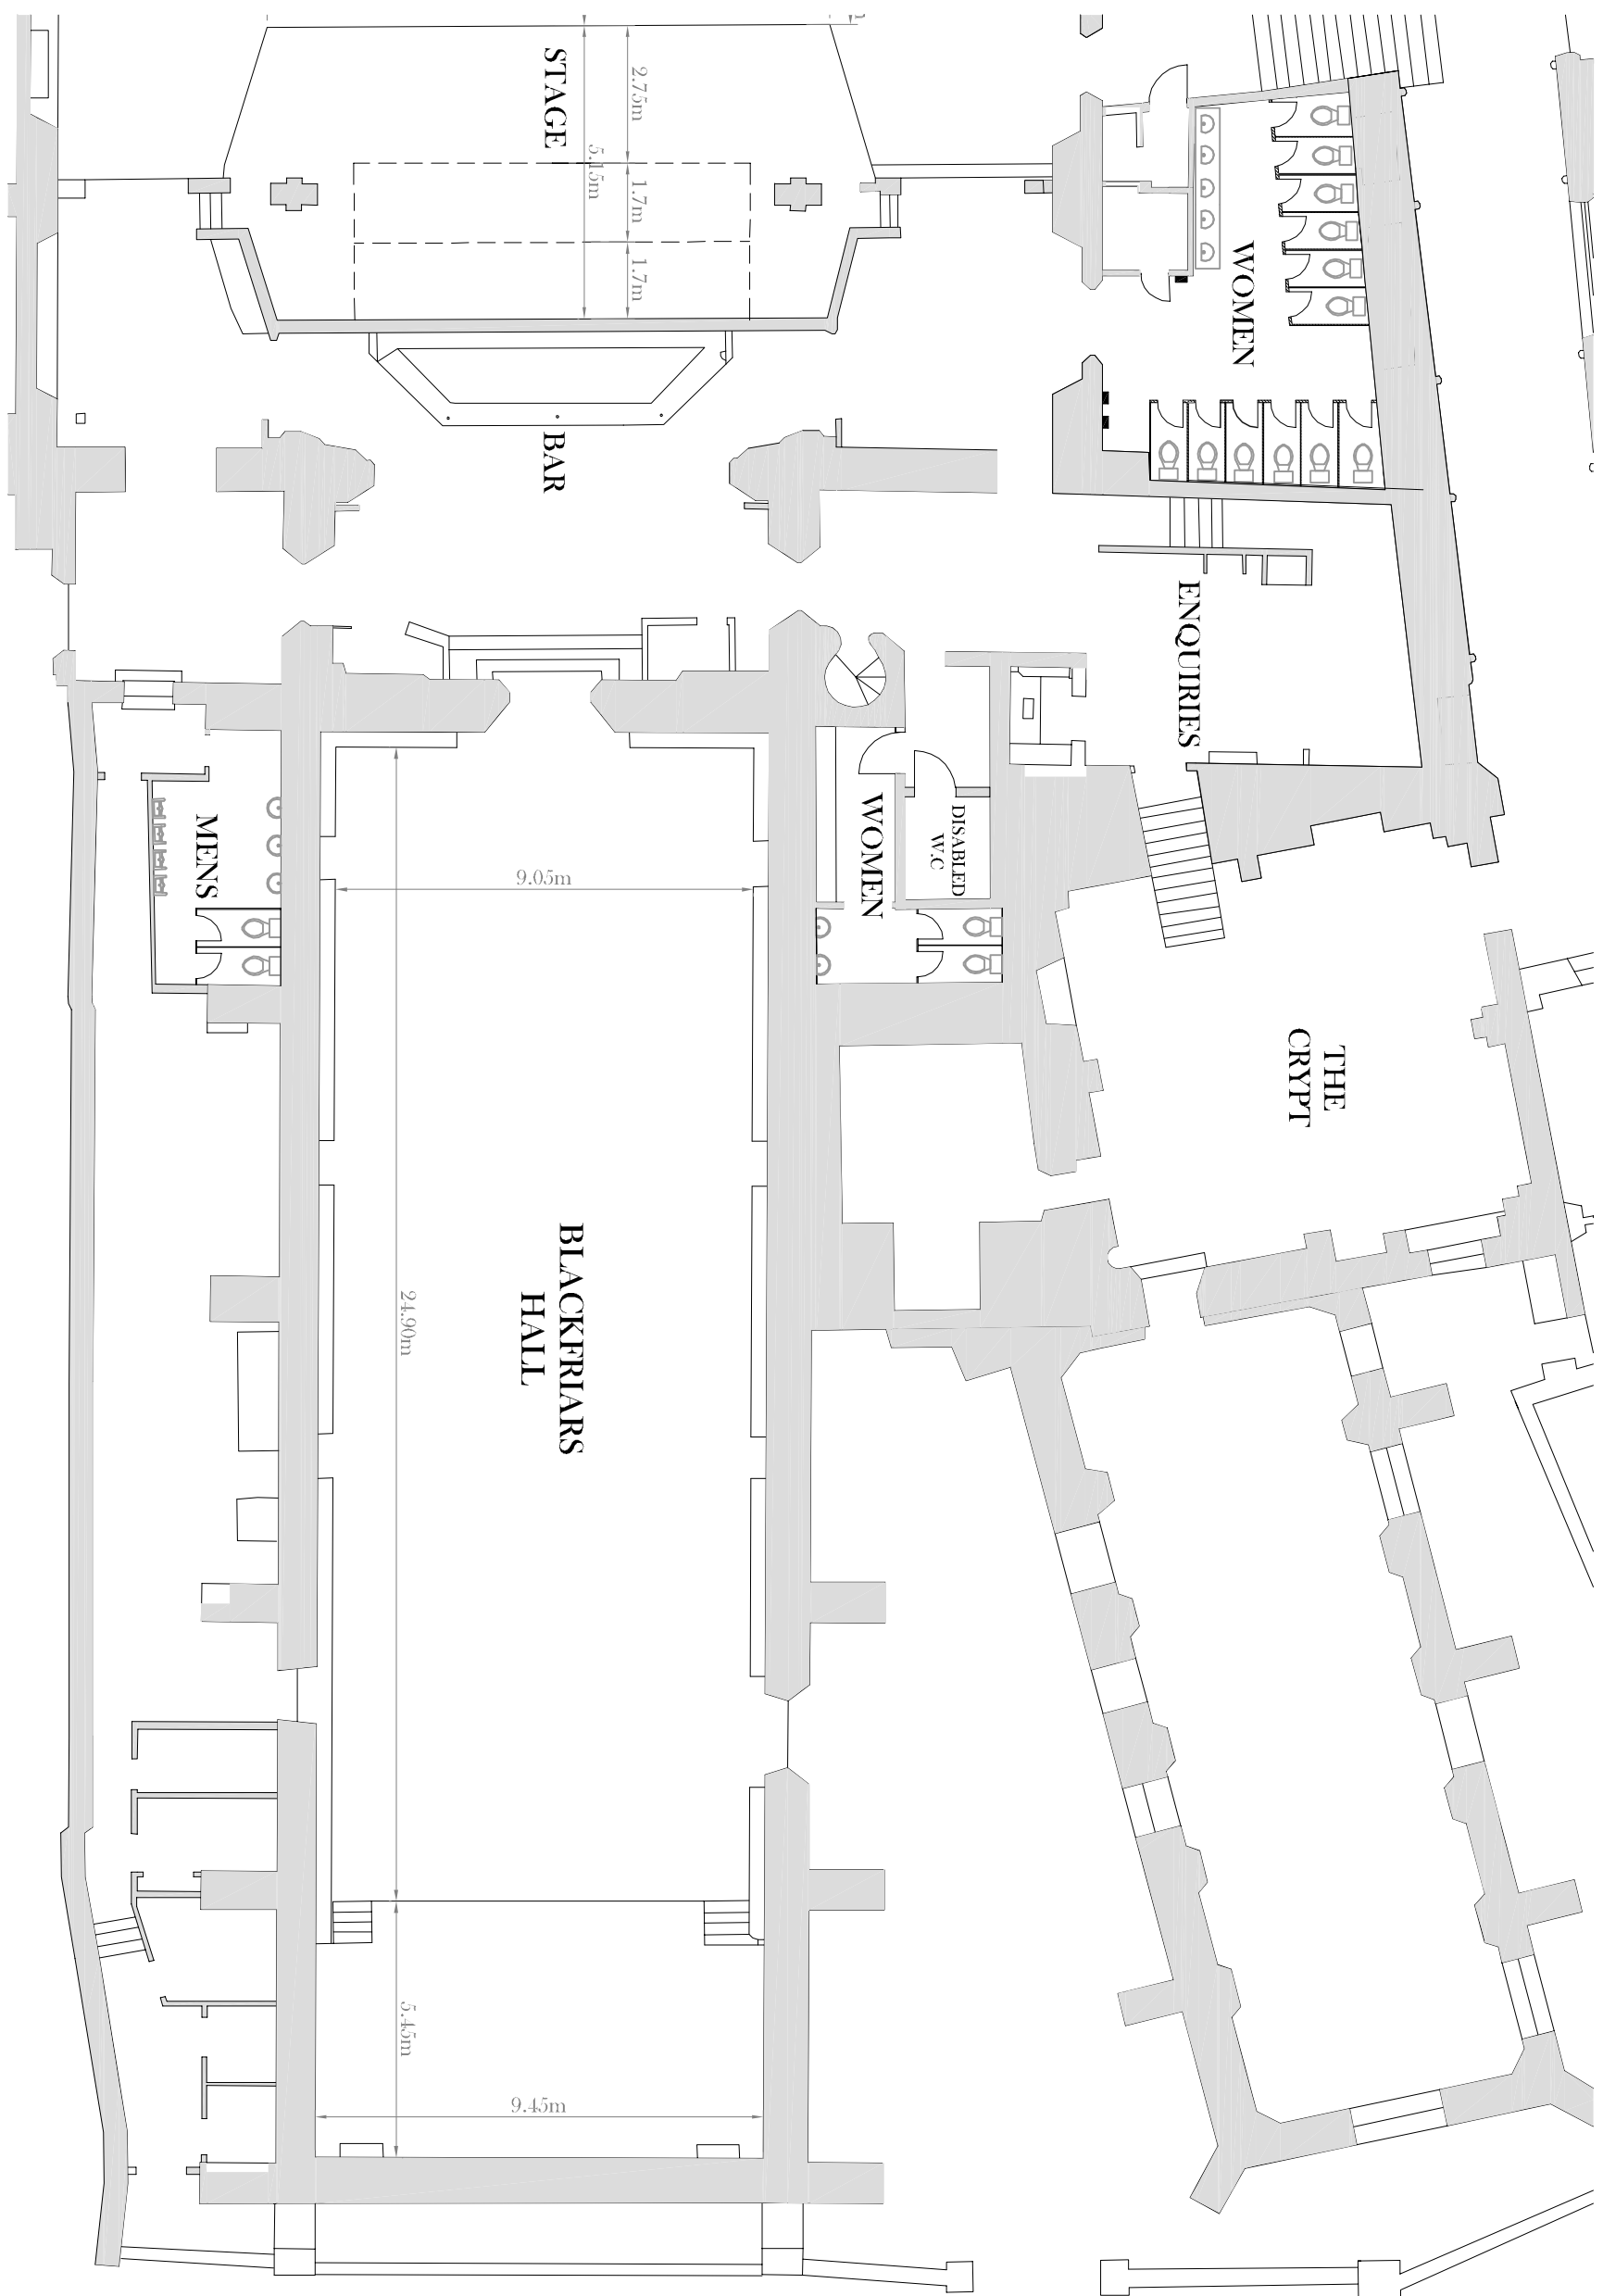 STAGE
2.75m
5.15m
1.7m
1.7m
BAR
WOMEN
ENQUIRIES
MENS
WOMEN
DISABLED
W.C
9.05m
THE
CRYPT
BLACKFRIARS
HALL
24.90m
5.45m
9.45m